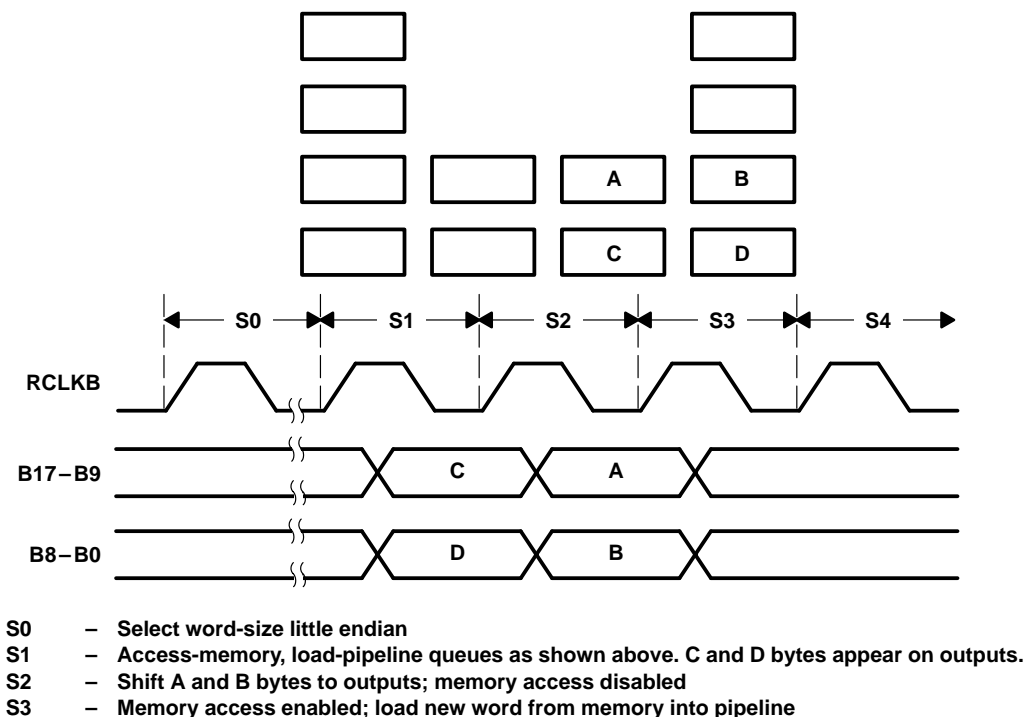 A B
C D
S0 S1 S2 S3 S4
RCLKB
B17–B9 C A
B8–B0 D B
S0 – Select word-size little endian
S1 – Access-memory, load-pipeline queues as shown above. C and D bytes appear on outputs.
S2 – Shift A and B bytes to outputs; memory access disabled
S3 – Memory access enabled; load new word from memory into pipeline